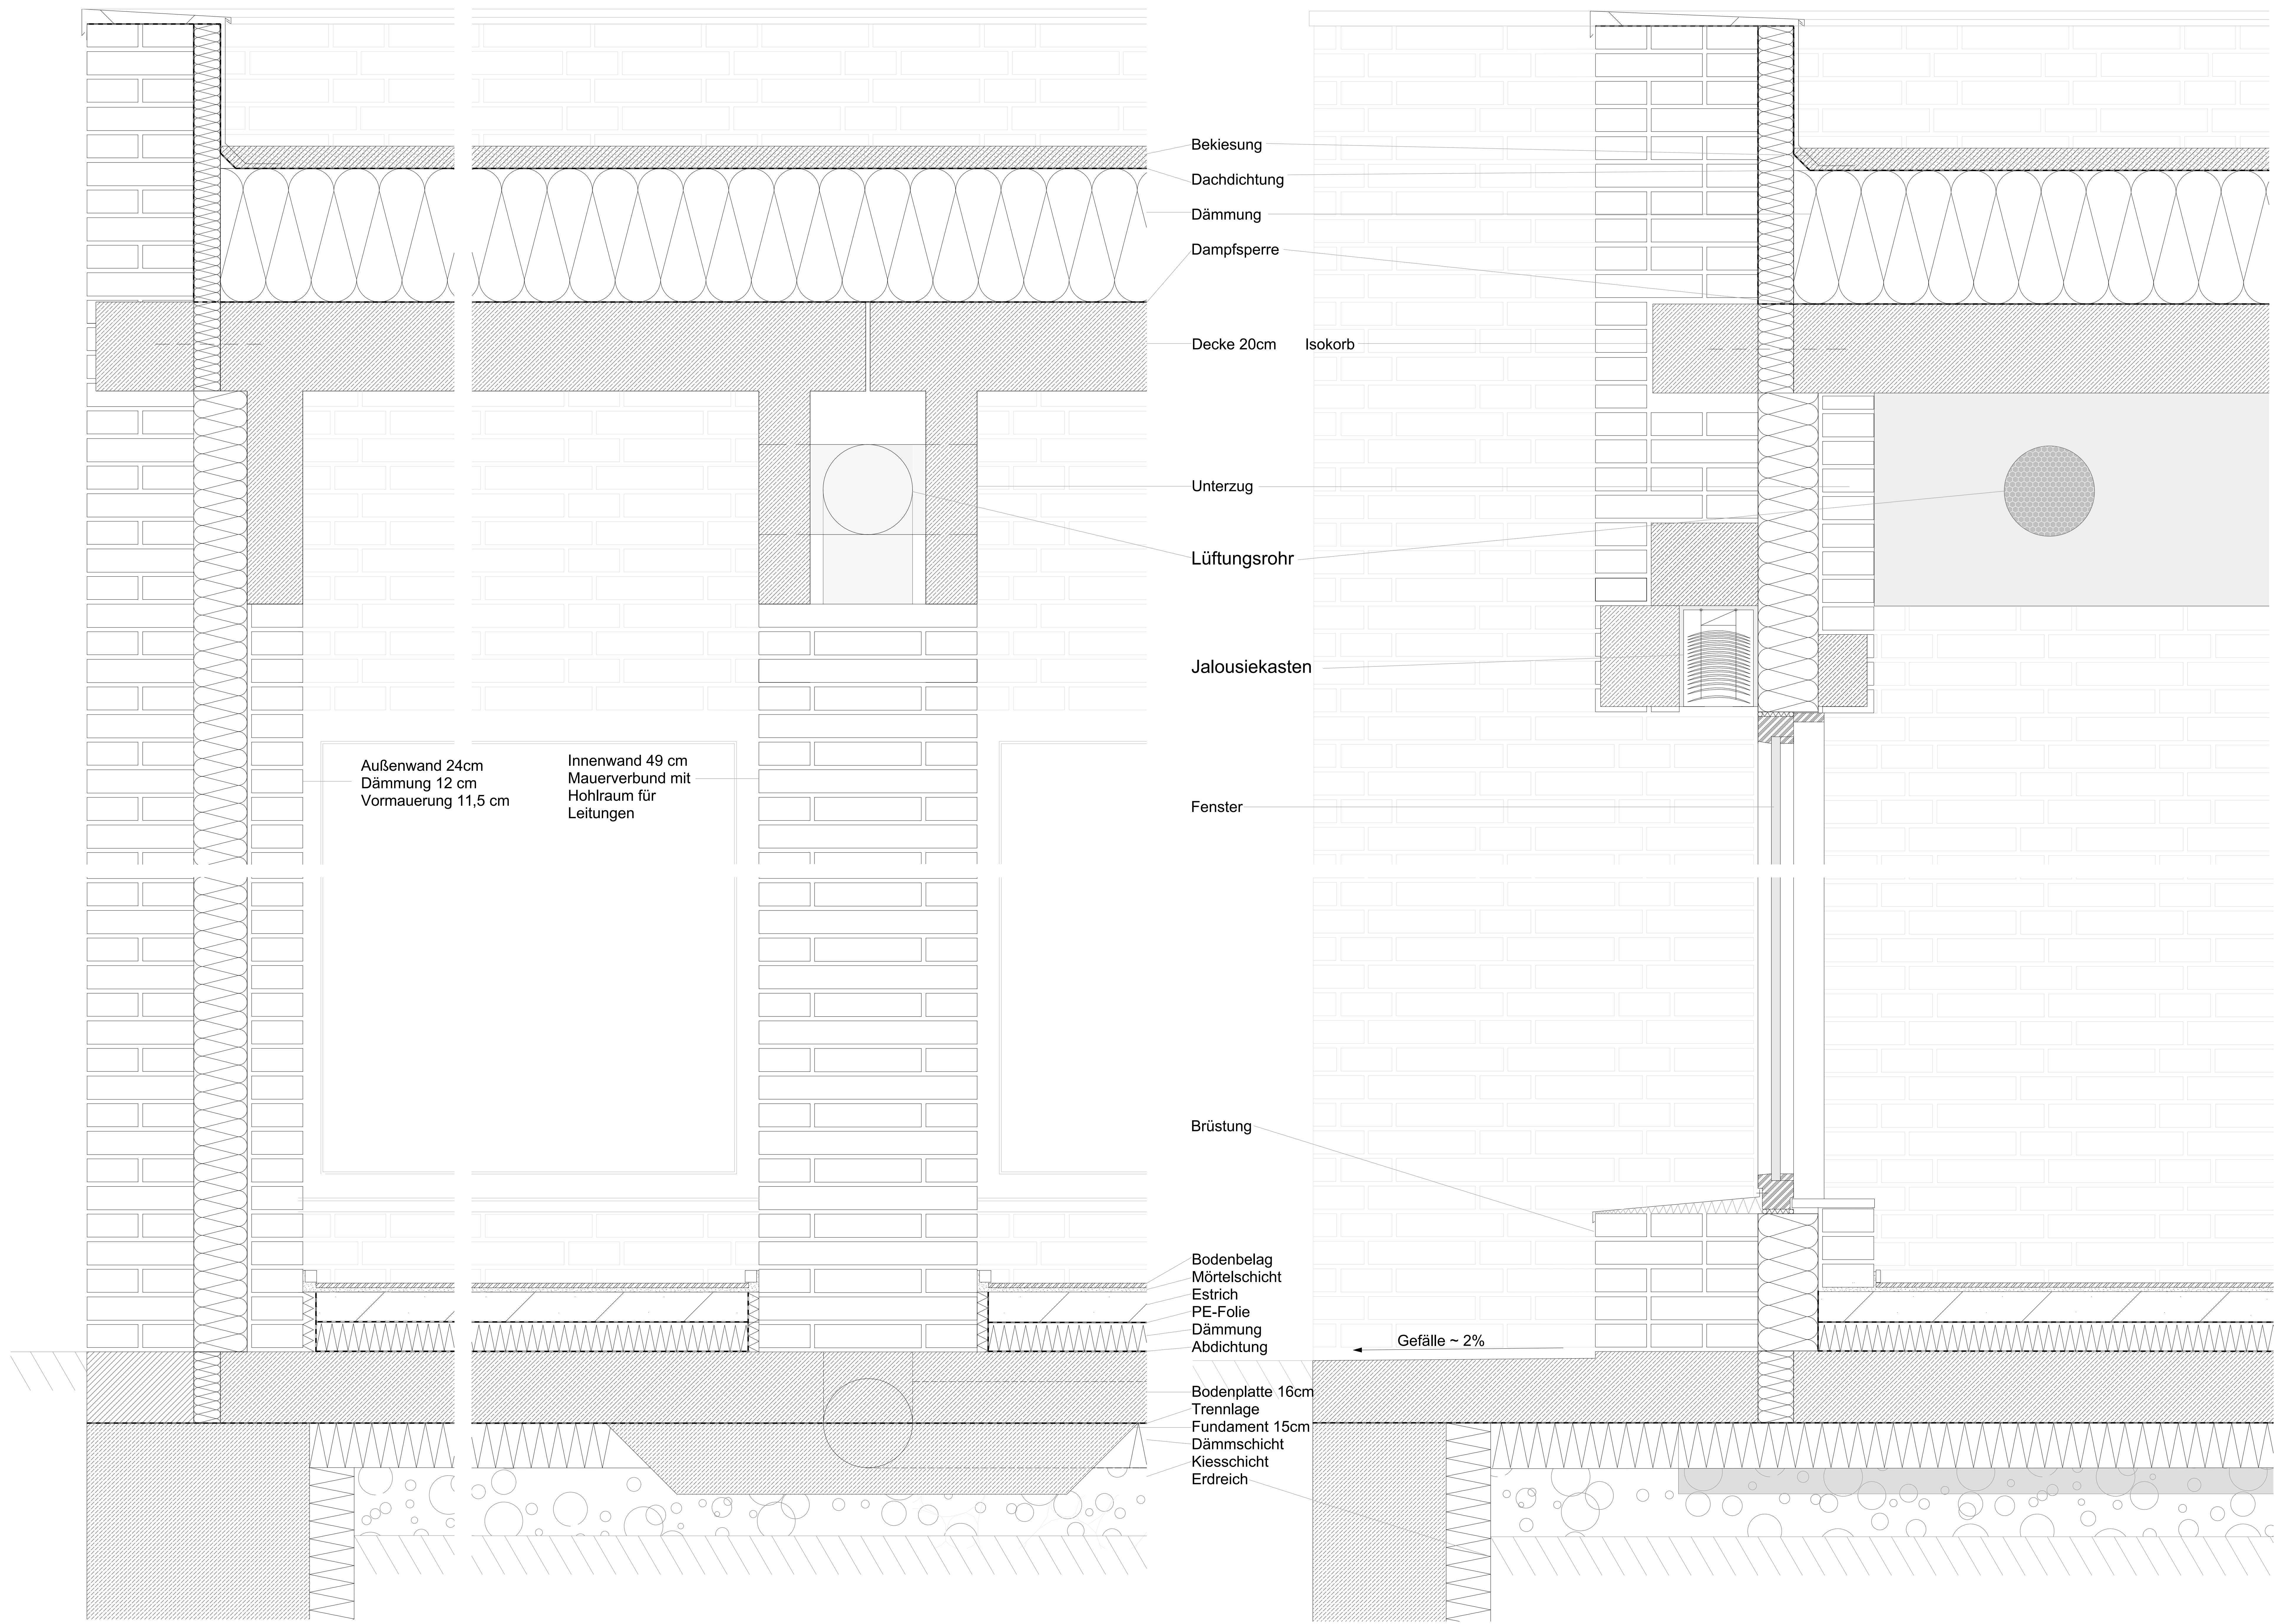 Bekiesung
Dachdichtung
Dämmung
Dampfsperre
Decke 20cm
Isokorb
Unterzug
Lüftungsrohr
Jalousiekasten
Außenwand 24cm
Dämmung 12 cm
Vormauerung 11,5 cm
Innenwand 49 cm
Mauerverbund mit
Hohlraum für
Leitungen
Fenster
Brüstung
Bodenbelag
Mörtelschicht
Estrich
PE-Folie
Dämmung
Abdichtung
Gefälle ~ 2%
Bodenplatte 16cm
Trennlage
Fundament 15cm
Dämmschicht
Kiesschicht
Erdreich